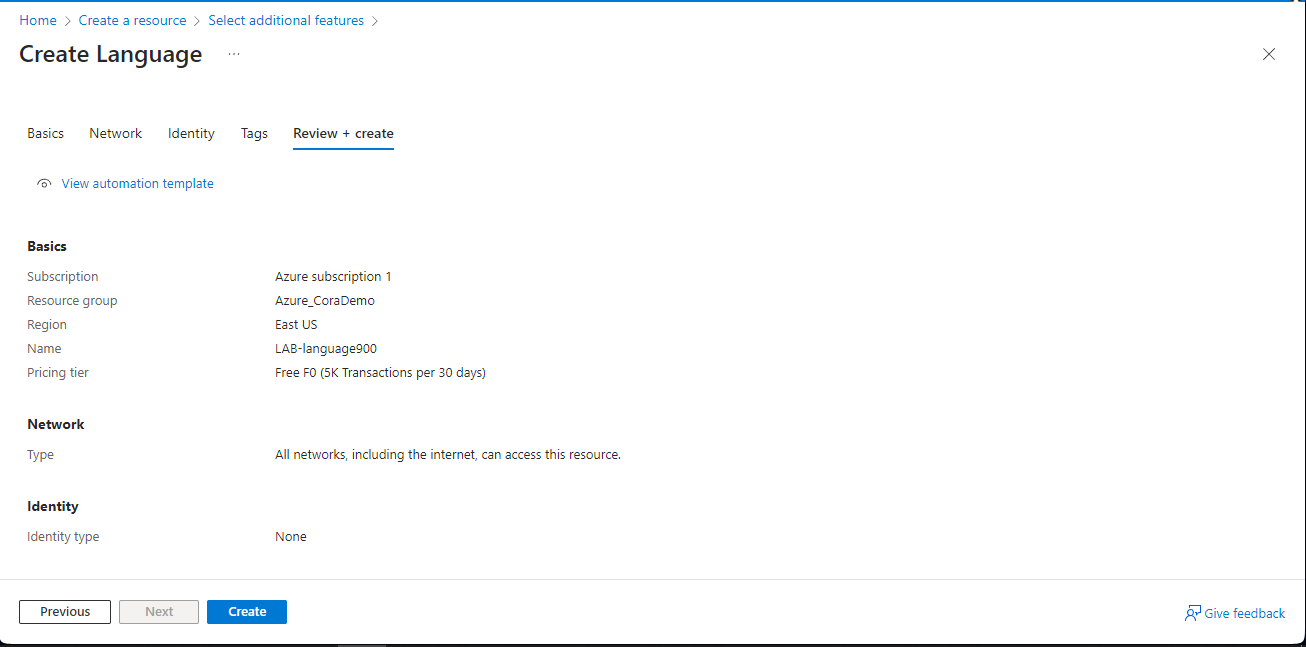 Home > Create a resource > Select additional features >
Create Language ...
Basics Network Identity Tags Review + create
View automation template
Basics
Subscription Azure subscription 1
Resource group Azure_CoraDemo
Region East US
Name LAB-language900
Pricing tier Free F0 (5K Transactions per 30 days)
Network
Type All networks, including the internet, can access this resource.
Identity
Identity type None
Previous Next Create Give feedback